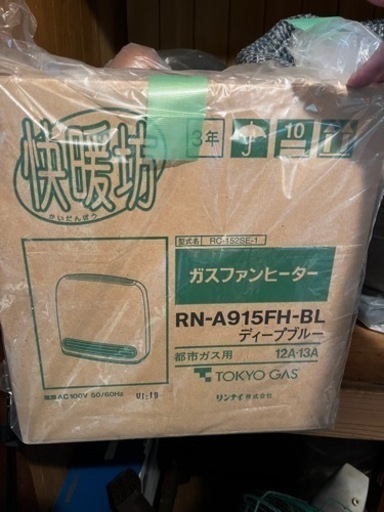 快暖坊
かいだんぼう
3年
10
型式名 RC-152SE-1
ガスファンヒーター
RN-A915FH-BL
ディープブルー
都市ガス用 12A・13A
TOKYO GAS
リンナイ株式会社
電源AC100V 50/60Hz